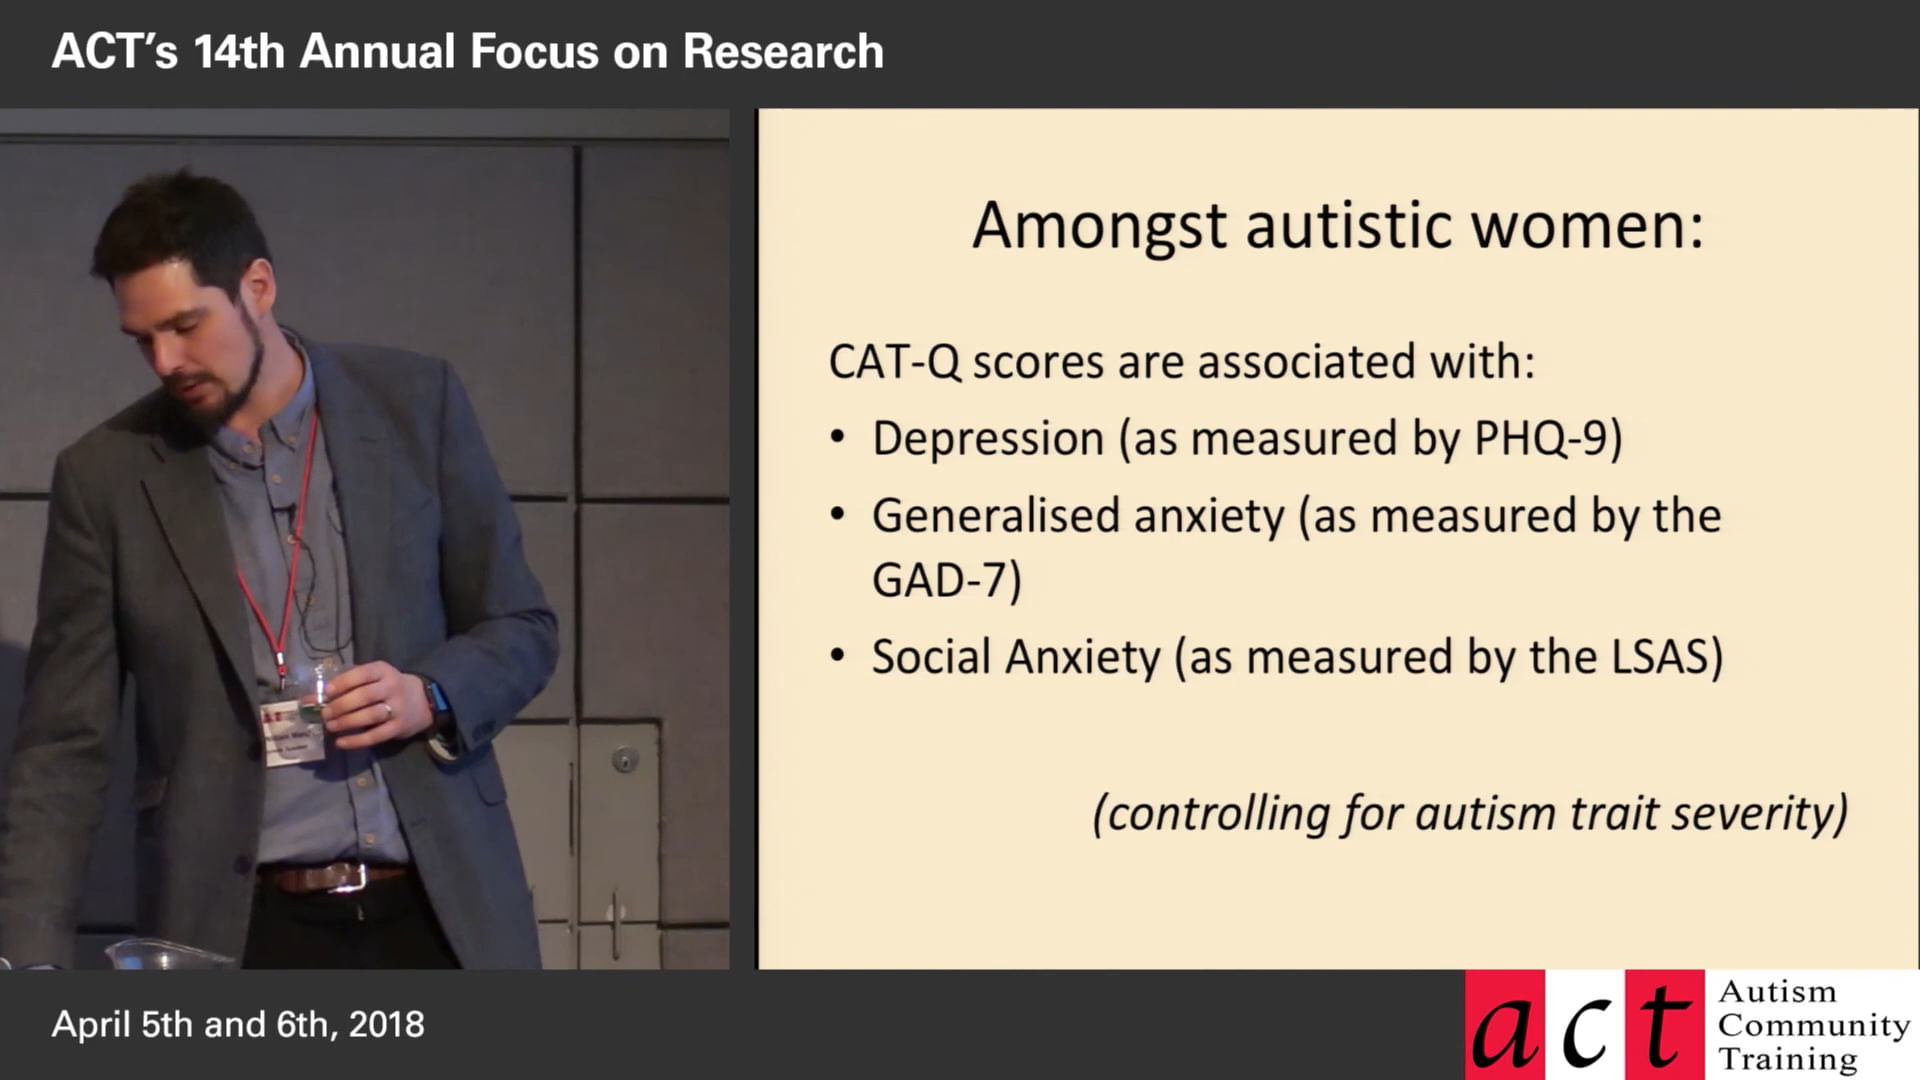 ACT's 14th Annual Focus on Research
Amongst autistic women:
CAT-Q scores are associated with:
• Depression (as measured by PHQ-9)
• Generalised anxiety (as measured by the
GAD-7)
• Social Anxiety (as measured by the LSAS)
(controlling for autism trait severity)
April 5th and 6th, 2018
act
Autism
Community
Training